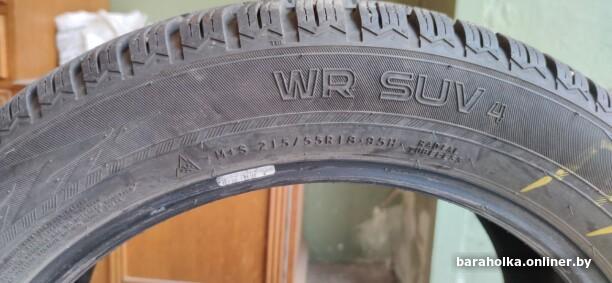 WR SUV 4
M+S 215/55R18 95H RADIAL
TUBELESS
baraholka.onliner.by